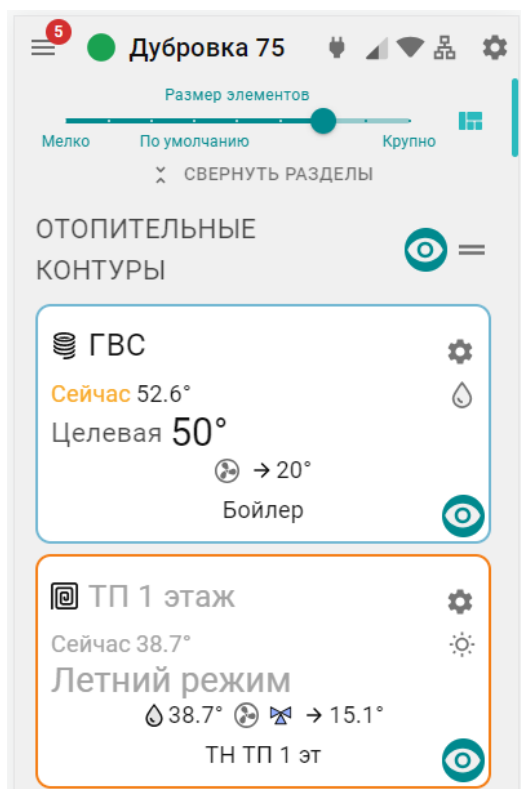 5
Дубровка 75
Размер элементов
Мелко По умолчанию Крупно
СВЕРНУТЬ РАЗДЕЛЫ
ОТОПИТЕЛЬНЫЕ
КОНТУРЫ
ГВС
Сейчас 52.6°
Целевая 50°
→ 20°
Бойлер
ТП 1 этаж
Сейчас 38.7°
Летний режим
38.7° → 15.1°
ТН ТП 1 эт